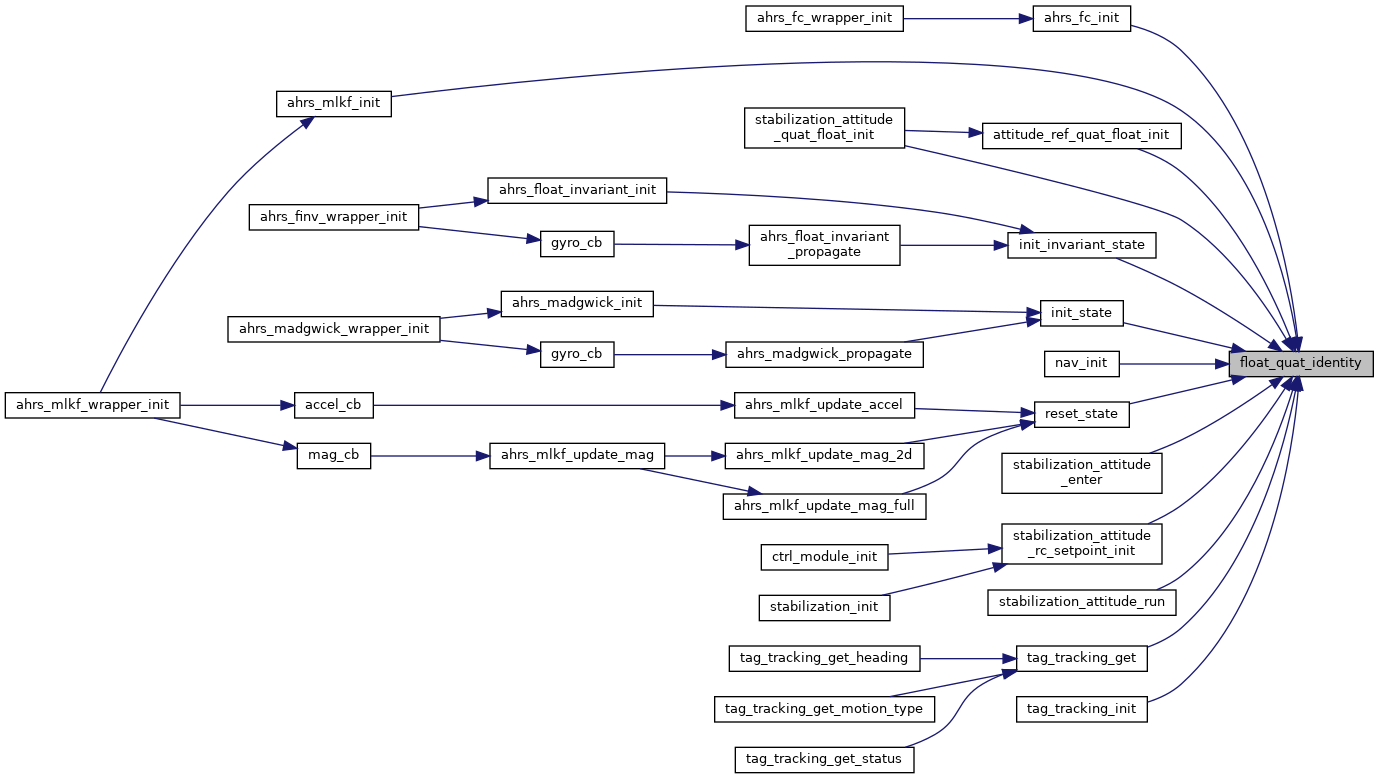 ahrs_fc_wrapper_init
ahrs_fc_init
ahrs_mlkf_init
stabilization_attitude
_quat_float_init
attitude_ref_quat_float_init
ahrs_float_invariant_init
ahrs_finv_wrapper_init
gyro_cb
ahrs_float_invariant
_propagate
init_invariant_state
ahrs_madgwick_init
init_state
ahrs_madgwick_wrapper_init
gyro_cb
ahrs_madgwick_propagate
nav_init
float_quat_identity
ahrs_mlkf_wrapper_init
accel_cb
ahrs_mlkf_update_accel
reset_state
mag_cb
ahrs_mlkf_update_mag
ahrs_mlkf_update_mag_2d
stabilization_attitude
_enter
ahrs_mlkf_update_mag_full
stabilization_attitude
_rc_setpoint_init
ctrl_module_init
stabilization_init
stabilization_attitude_run
tag_tracking_get_heading
tag_tracking_get
tag_tracking_get_motion_type
tag_tracking_init
tag_tracking_get_status